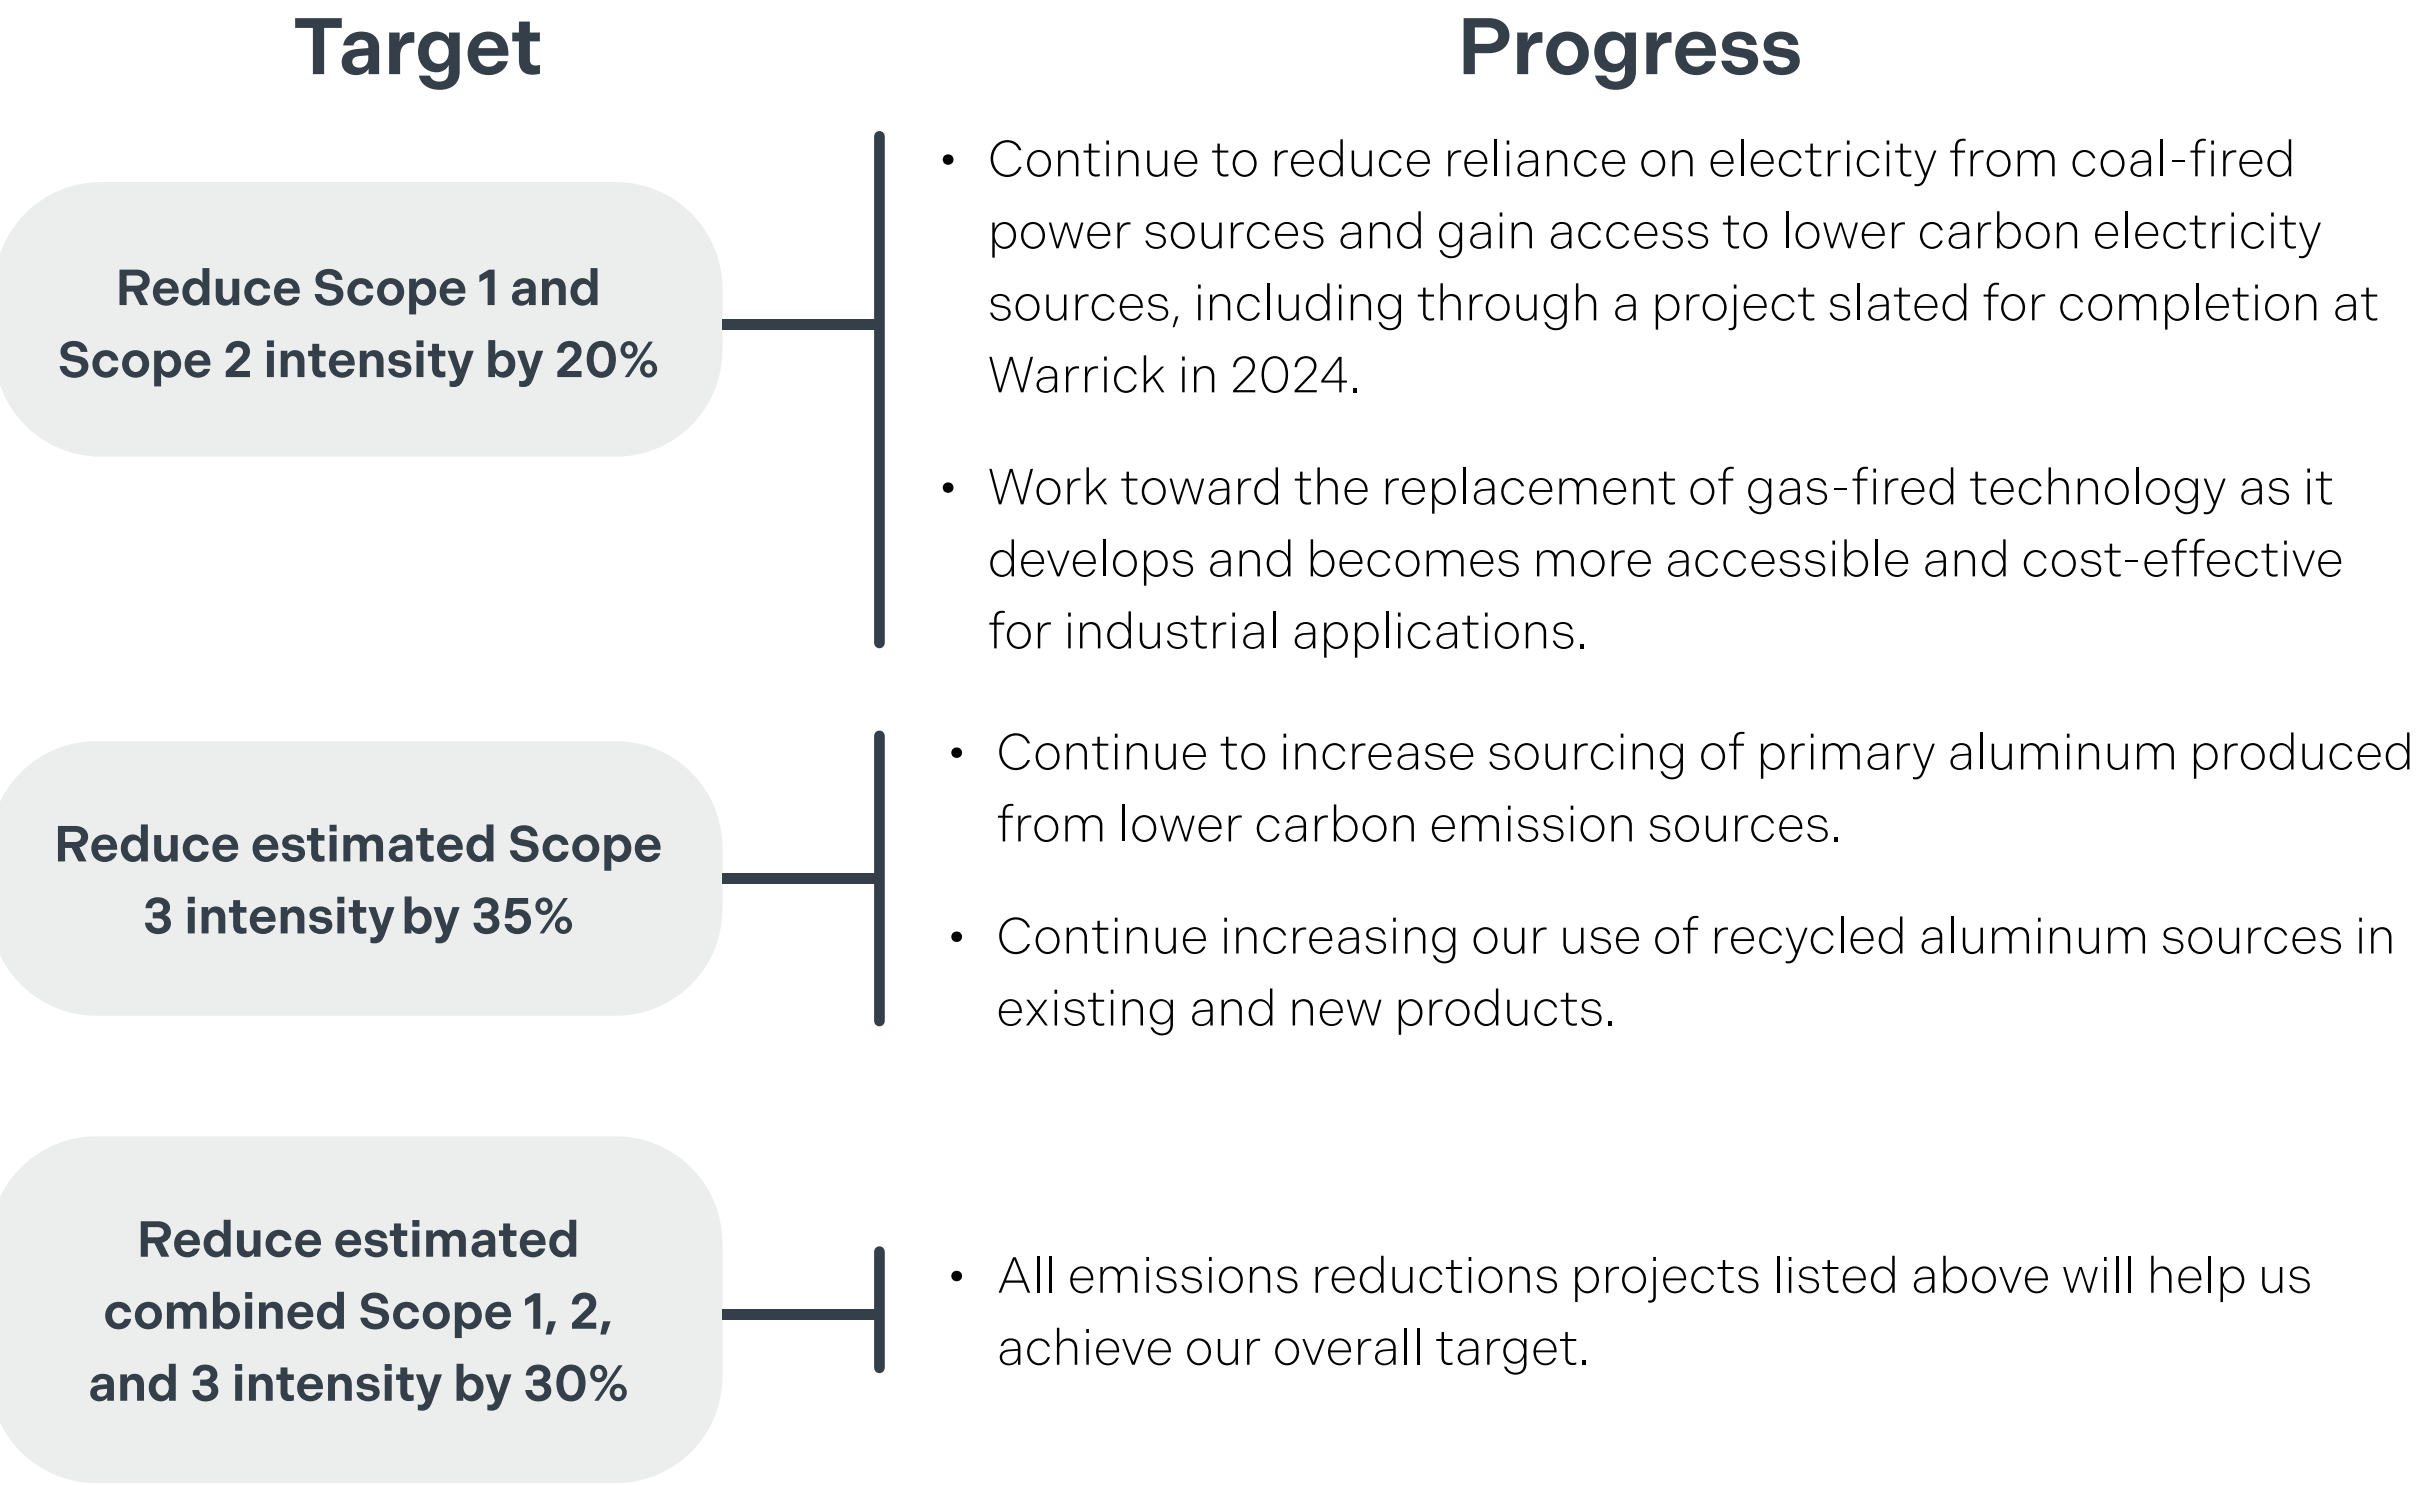 Target
Progress
Reduce Scope 1 and
Scope 2 intensity by 20%
• Continue to reduce reliance on electricity from coal-fired
power sources and gain access to lower carbon electricity
sources, including through a project slated for completion at
Warrick in 2024.
• Work toward the replacement of gas-fired technology as it
develops and becomes more accessible and cost-effective
for industrial applications.
Reduce estimated Scope
3 intensity by 35%
• Continue to increase sourcing of primary aluminum produced
from lower carbon emission sources.
• Continue increasing our use of recycled aluminum sources in
existing and new products.
Reduce estimated
combined Scope 1, 2,
and 3 intensity by 30%
• All emissions reductions projects listed above will help us
achieve our overall target.